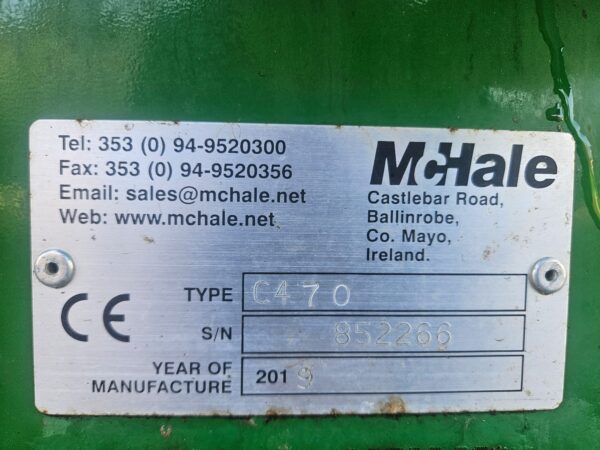 Tel: 353 (0) 94-9520300
Fax: 353 (0) 94-9520356
Email: sales@mchale.net
Web: www.mchale.net
McHale
Castlebar Road,
Ballinrobe,
Co. Mayo,
Ireland.
CE
TYPE C470
S/N 852266
YEAR OF
MANUFACTURE 2019